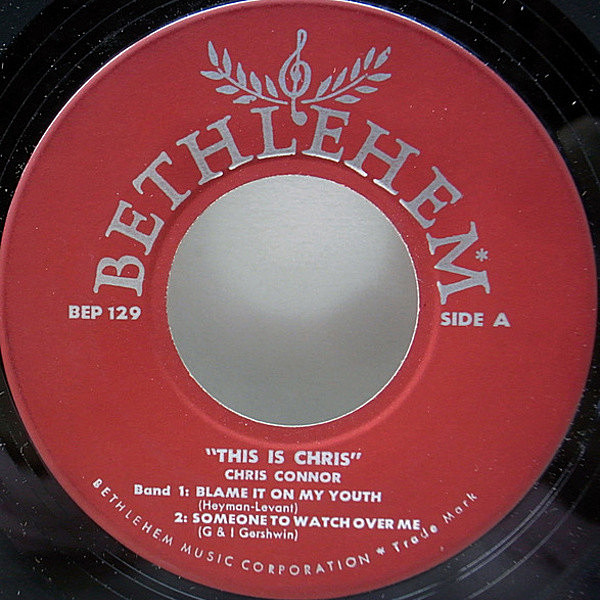 BETHLEHEM*
BEP 129
SIDE A
"THIS IS CHRIS"
CHRIS CONNOR
Band 1: BLAME IT ON MY YOUTH
(Heyman-Levant)
2: SOMEONE TO WATCH OVER ME
(G & I Gershwin)
BETHLEHEM MUSIC CORPORATION * Trade Mark